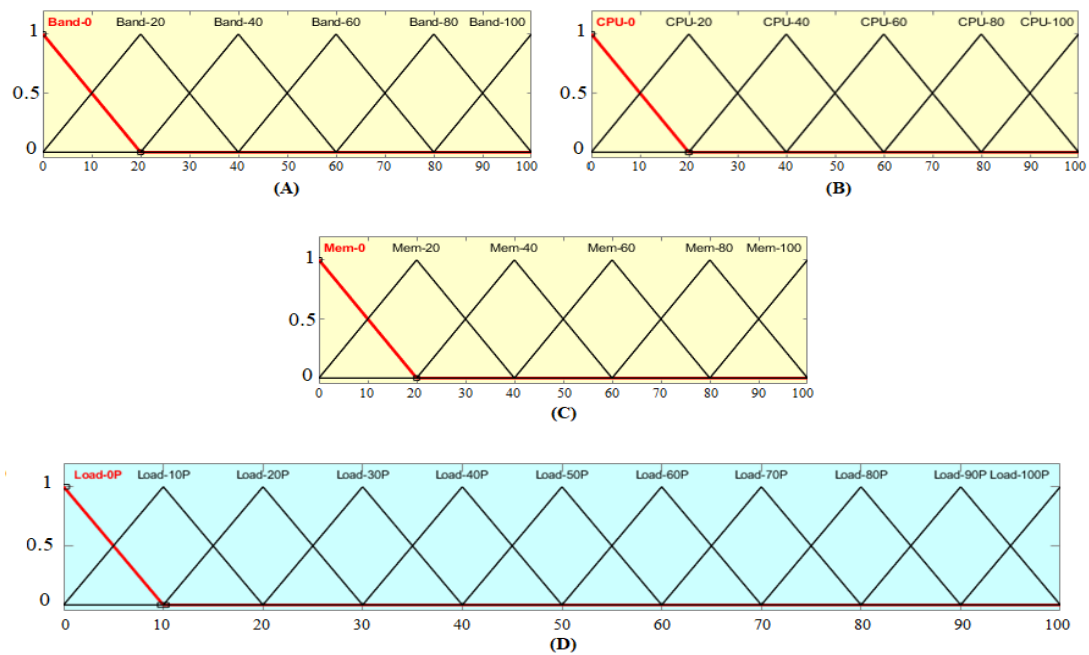 Band-0 Band-20 Band-40 Band-60 Band-80 Band-100
1
0.5
0
0 10 20 30 40 50 60 70 80 90 100
(A)
CPU-0 CPU-20 CPU-40 CPU-60 CPU-80 CPU-100
1
0.5
0
0 10 20 30 40 50 60 70 80 90 100
(B)
Mem-0 Mem-20 Mem-40 Mem-60 Mem-80 Mem-100
1
0.5
0
0 10 20 30 40 50 60 70 80 90 100
(C)
Load-0P Load-10P Load-20P Load-30P Load-40P Load-50P Load-60P Load-70P Load-80P Load-90P Load-100P
1
0.5
0
0 10 20 30 40 50 60 70 80 90 100
(D)